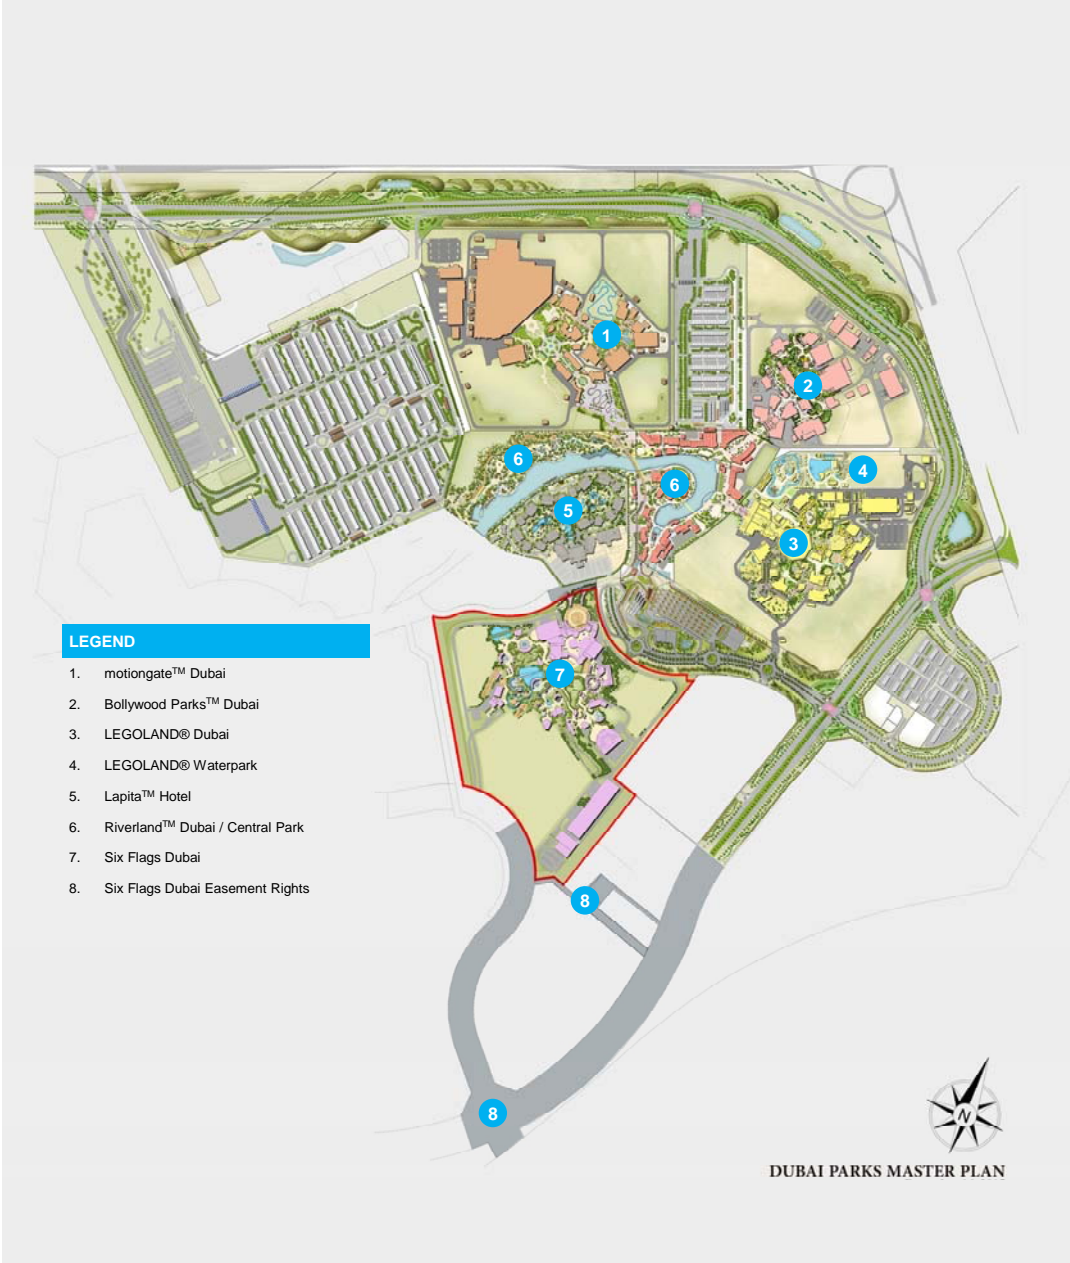 1
2
6
4
6
5
3
LEGEND
7
1. motiongate™ Dubai
2. Bollywood Parks™ Dubai
3. LEGOLAND® Dubai
4. LEGOLAND® Waterpark
5. Lapita™ Hotel
6. Riverland™ Dubai / Central Park
7. Six Flags Dubai
8. Six Flags Dubai Easement Rights
8
8
N
DUBAI PARKS MASTER PLAN